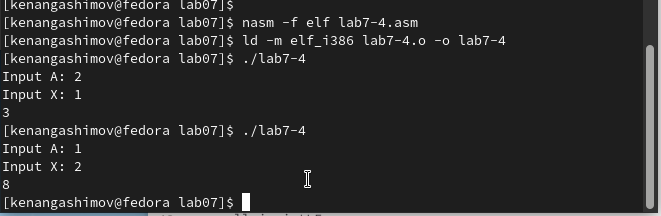 [kenangashimov@fedora lab07]$
[kenangashimov@fedora lab07]$ nasm -f elf lab7-4.asm
[kenangashimov@fedora lab07]$ ld -m elf_i386 lab7-4.o -o lab7-4
[kenangashimov@fedora lab07]$ ./lab7-4
Input A: 2
Input X: 1
3
[kenangashimov@fedora lab07]$ ./lab7-4
Input A: 1
Input X: 2
8
[kenangashimov@fedora lab07]$